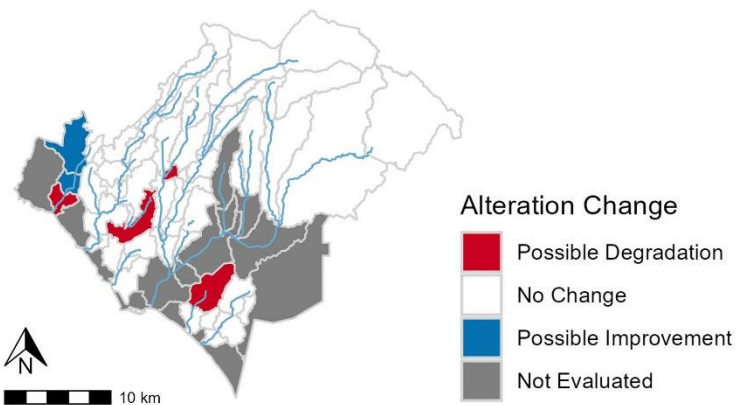 Alteration Change
Possible Degradation
No Change
Possible Improvement
Not Evaluated
N
10 km